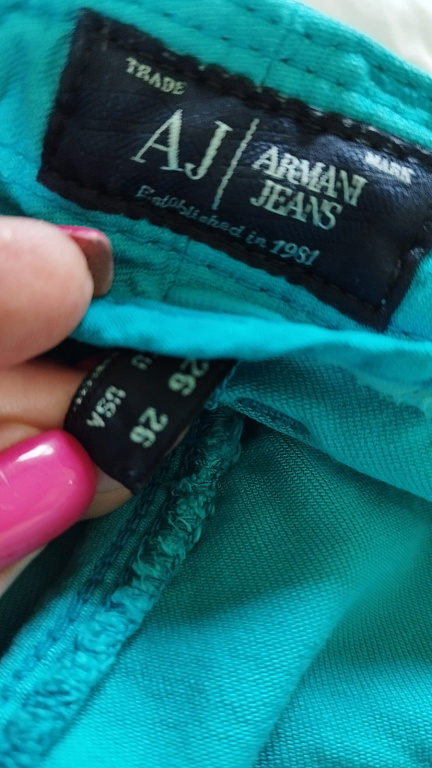 TRADE MARK
AJ ARMANI
JEANS
Established in 1981
26
USA 26